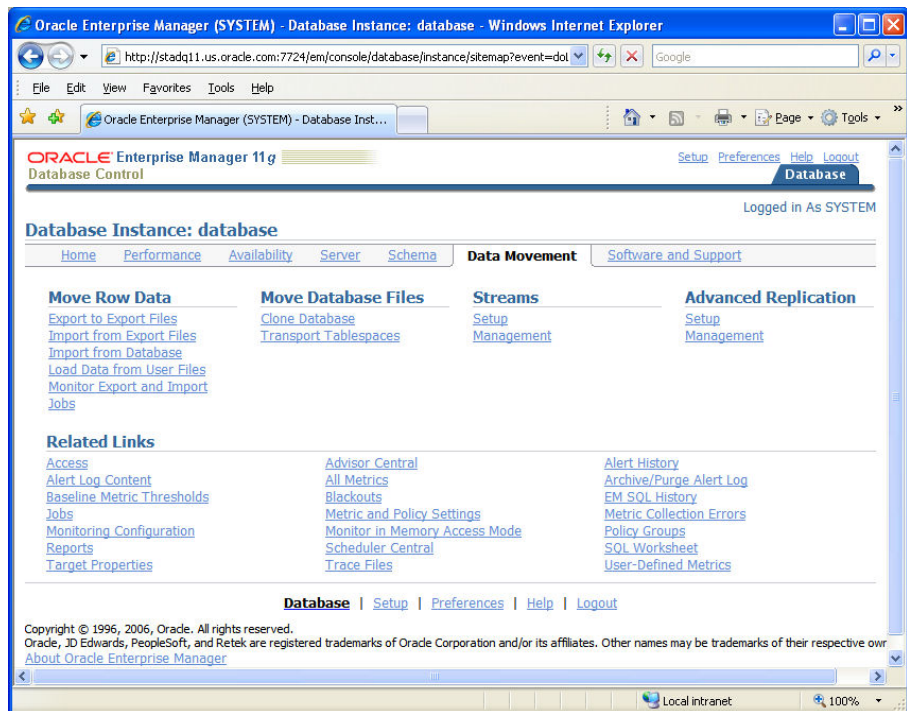 Oracle Enterprise Manager (SYSTEM) - Database Instance: database - Windows Internet Explorer
http://stadq11.us.oracle.com:7724/em/console/database/instance/sitemap?event=dol
Google
File Edit View Favorites Tools Help
Oracle Enterprise Manager (SYSTEM) - Database Inst...
Page Tools »
ORACLE Enterprise Manager 11g
Setup Preferences Help Logout
Database Control
Database
Logged in As SYSTEM
Database Instance: database
Home Performance Availability Server Schema Data Movement Software and Support
Move Row Data
Export to Export Files
Import from Export Files
Import from Database
Load Data from User Files
Monitor Export and Import
Jobs
Move Database Files
Clone Database
Transport Tablespaces
Streams
Setup
Management
Advanced Replication
Setup
Management
Related Links
Access
Alert Log Content
Baseline Metric Thresholds
Jobs
Monitoring Configuration
Reports
Target Properties
Advisor Central
All Metrics
Blackouts
Metric and Policy Settings
Monitor in Memory Access Mode
Scheduler Central
Trace Files
Alert History
Archive/Purge Alert Log
EM SQL History
Metric Collection Errors
Policy Groups
SQL Worksheet
User-Defined Metrics
Database | Setup | Preferences | Help | Logout
Copyright © 1996, 2006, Oracle. All rights reserved.
Oracle, JD Edwards, PeopleSoft, and Retek are registered trademarks of Oracle Corporation and/or its affiliates. Other names may be trademarks of their respective owr
About Oracle Enterprise Manager
Local intranet
100%